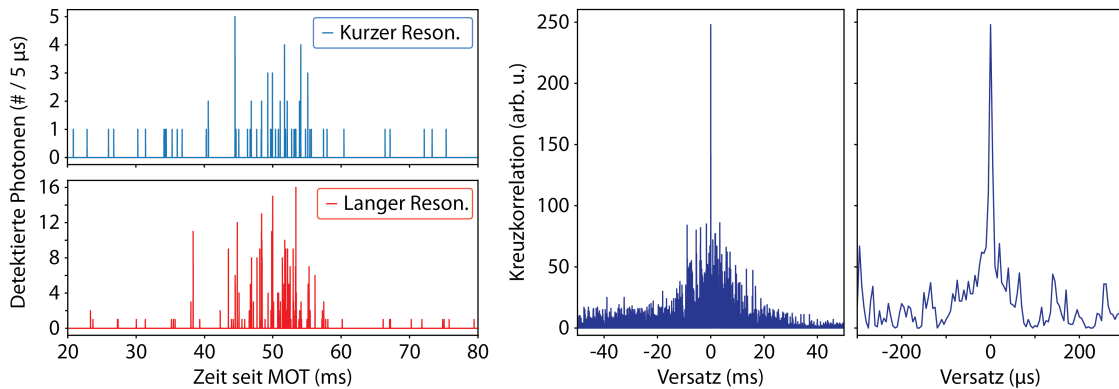 Detektierte Photonen (# / 5 µs)
5
4
3
2
1
0
Kurzer Reson.
16
12
8
4
0
Langer Reson.
20 30 40 50 60 70 80
Zeit seit MOT (ms)
Kreuzkorrelation (arb. u.)
250
200
150
100
50
0
-40 -20 0 20 40
Versatz (ms)
-200 0 200
Versatz (µs)